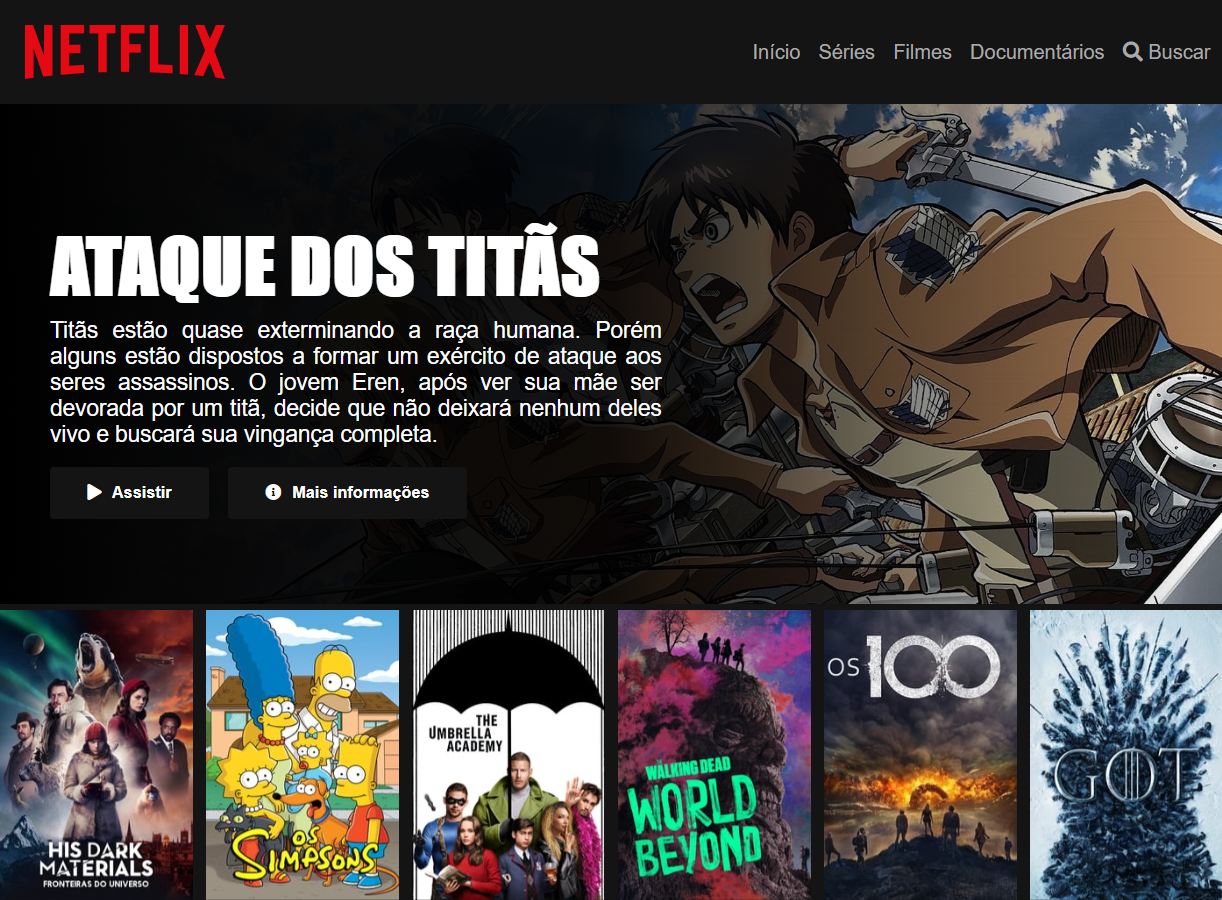 NETFLIX
Início Séries Filmes Documentários Buscar
ATAQUE DOS TITÃS
Titãs estão quase exterminando a raça humana. Porém
alguns estão dispostos a formar um exército de ataque aos
seres assassinos. O jovem Eren, após ver sua mãe ser
devorada por um titã, decide que não deixará nenhum deles
vivo e buscará sua vingança completa.
Assistir Mais informações
HIS DARK
MATERIALS
FRONTEIRAS DO UNIVERSO
OS
SIMPSONS
THE
UMBRELLA
ACADEMY
WALKING DEAD
WORLD
BEYOND
OS 100
GOT